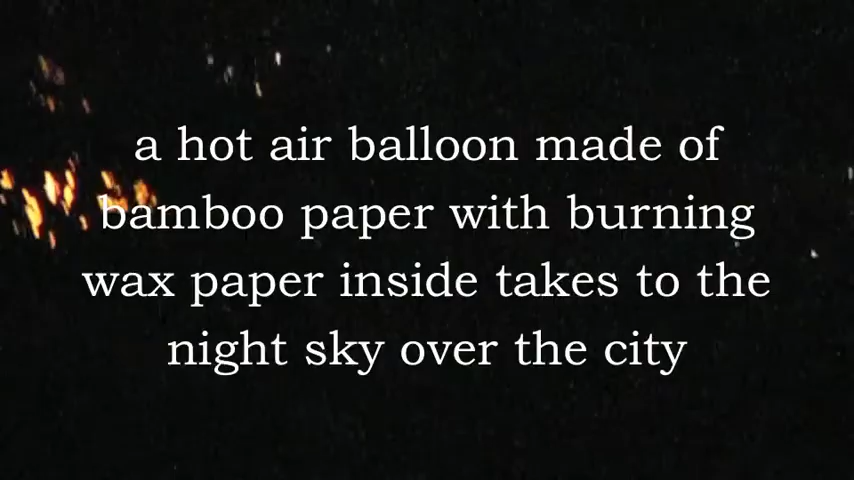 a hot air balloon made of
bamboo paper with burning
wax paper inside takes to the
night sky over the city